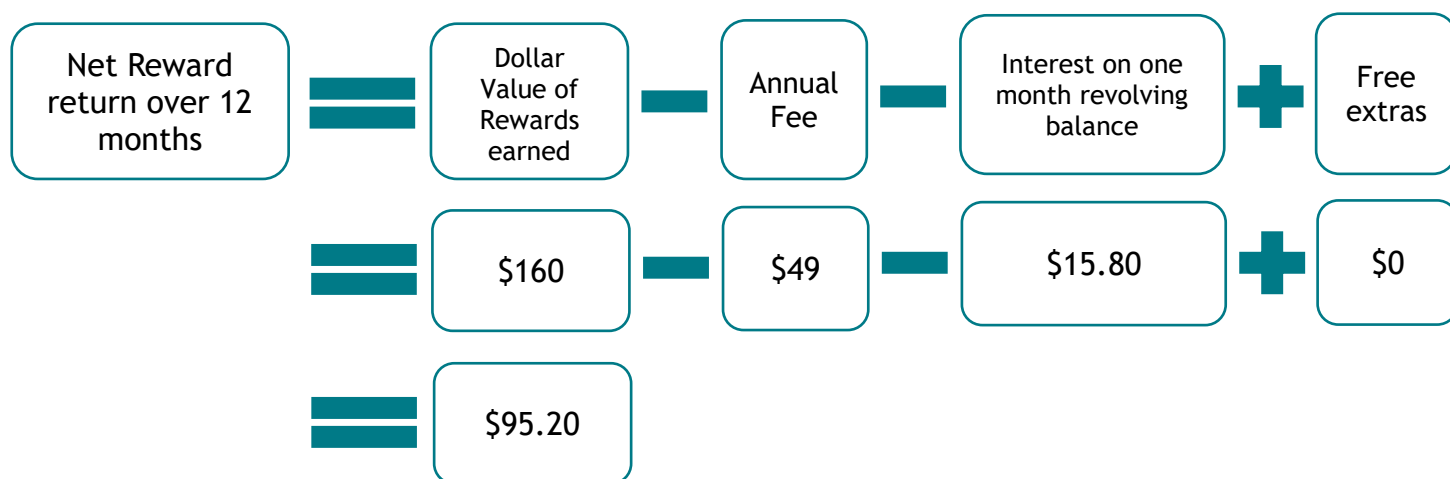 Net Reward
return over 12
months
Dollar
Value of
Rewards
earned
Annual
Fee
Interest on one
month revolving
balance
Free
extras
$160
$49
$15.80
$0
$95.20